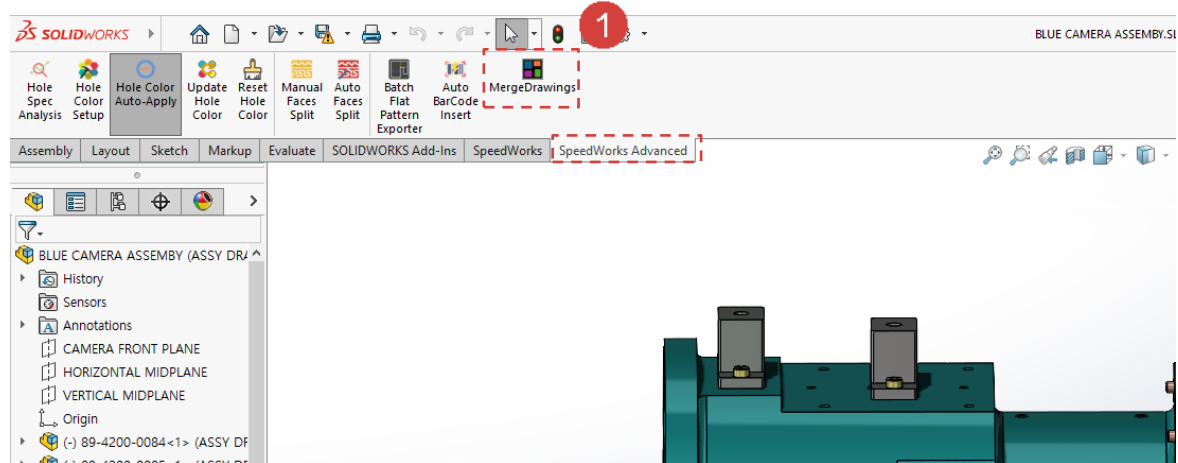 SOLIDWORKS
1
BLUE CAMERA ASSEMBY.SL
Hole Spec Analysis
Hole Color Setup
Hole Color Auto-Apply
Update Hole Color
Reset Hole Color
Manual Faces Split
Auto Faces Split
Batch Flat Pattern Exporter
Auto BarCode Insert
MergeDrawings
Assembly Layout Sketch Markup Evaluate SOLIDWORKS Add-Ins SpeedWorks SpeedWorks Advanced
BLUE CAMERA ASSEMBY (ASSY DRA
History
Sensors
A Annotations
CAMERA FRONT PLANE
HORIZONTAL MIDPLANE
VERTICAL MIDPLANE
Origin
(-) 89-4200-0084<1> (ASSY DF